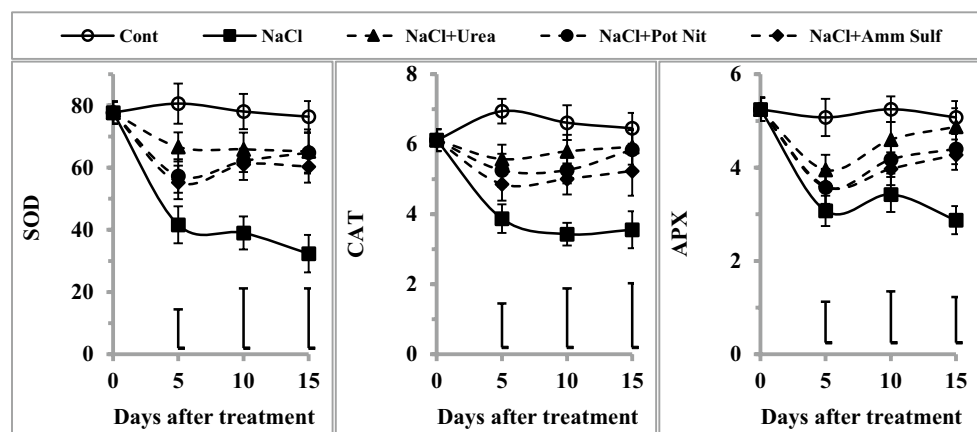 Cont NaCl NaCl+Urea NaCl+Pot Nit NaCl+Amm Sulf
SOD
80
60
40
20
0
0 5 10 15
Days after treatment
CAT
8
6
4
2
0
0 5 10 15
Days after treatment
APX
6
4
2
0
0 5 10 15
Days after treatment